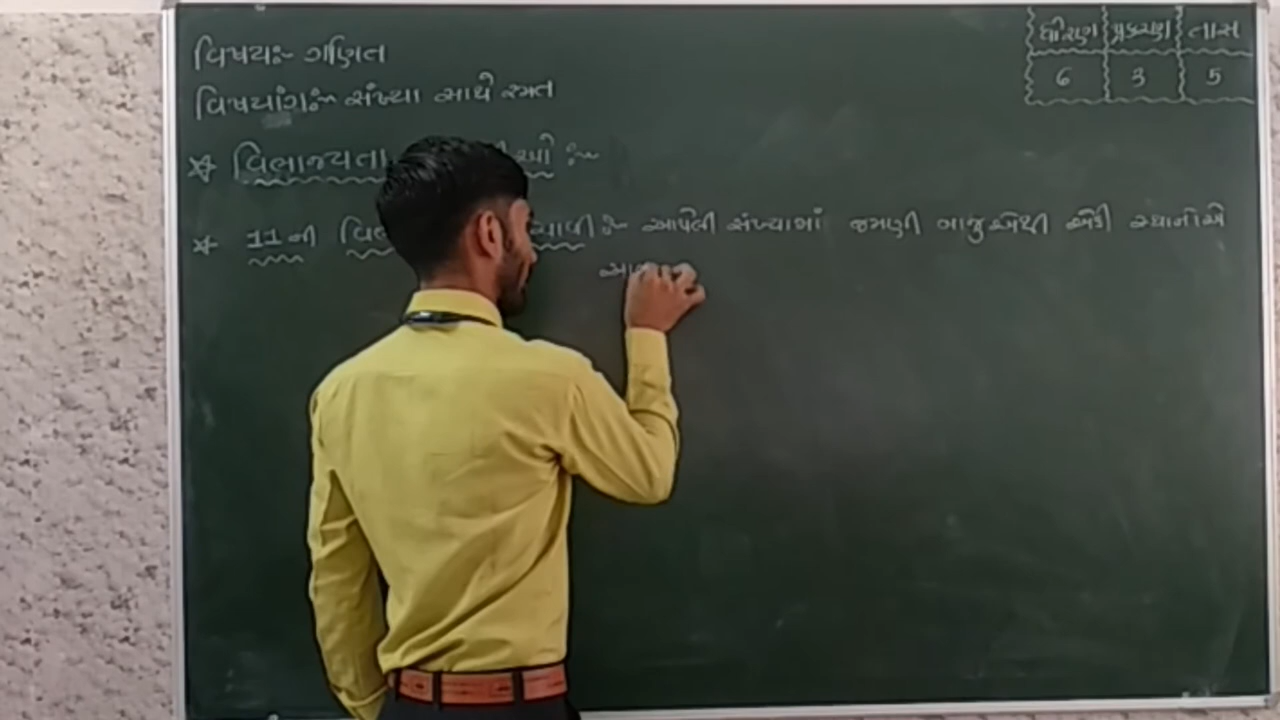 વિષય:- ગણિત
વિષયાંગ:- સંખ્યા સાથે રમત
ધોરણ પ્રકરણ તાસ
6 3 5
☆ વિભાજ્યતા :-
☆ 11 ની :- આપેલી સંખ્યામાં જમણી બાજુએથી એકી સ્થાનોએ